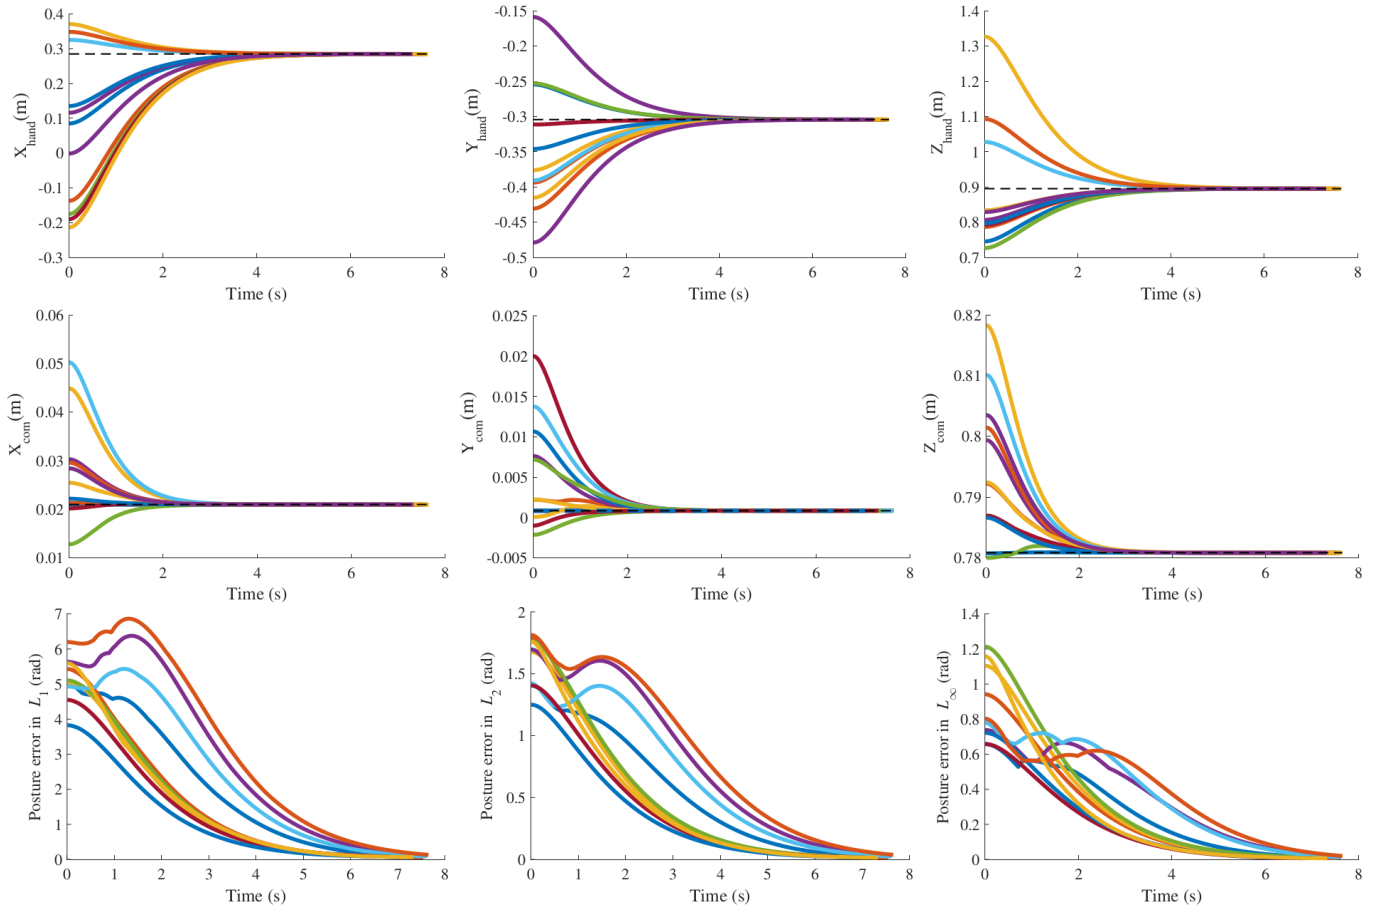 0.4
0.3
0.2
0.1
0
-0.1
-0.2
-0.3
X_hand(m)
0 2 4 6 8
Time (s)
-0.15
-0.2
-0.25
-0.3
-0.35
-0.4
-0.45
-0.5
Y_hand(m)
0 2 4 6 8
Time (s)
1.4
1.3
1.2
1.1
1
0.9
0.8
0.7
Z_hand(m)
0 2 4 6 8
Time (s)
0.06
0.05
0.04
0.03
0.02
0.01
X_com(m)
0 2 4 6 8
Time (s)
0.025
0.02
0.015
0.01
0.005
0
-0.005
Y_com(m)
0 2 4 6 8
Time (s)
0.82
0.81
0.8
0.79
0.78
Z_com(m)
0 2 4 6 8
Time (s)
7
6
5
4
3
2
1
0
Posture error in L_1 (rad)
0 1 2 3 4 5 6 7 8
Time (s)
2
1.5
1
0.5
0
Posture error in L_2 (rad)
0 1 2 3 4 5 6 7 8
Time (s)
1.4
1.2
1
0.8
0.6
0.4
0.2
0
Posture error in L_∞ (rad)
0 1 2 3 4 5 6 7 8
Time (s)